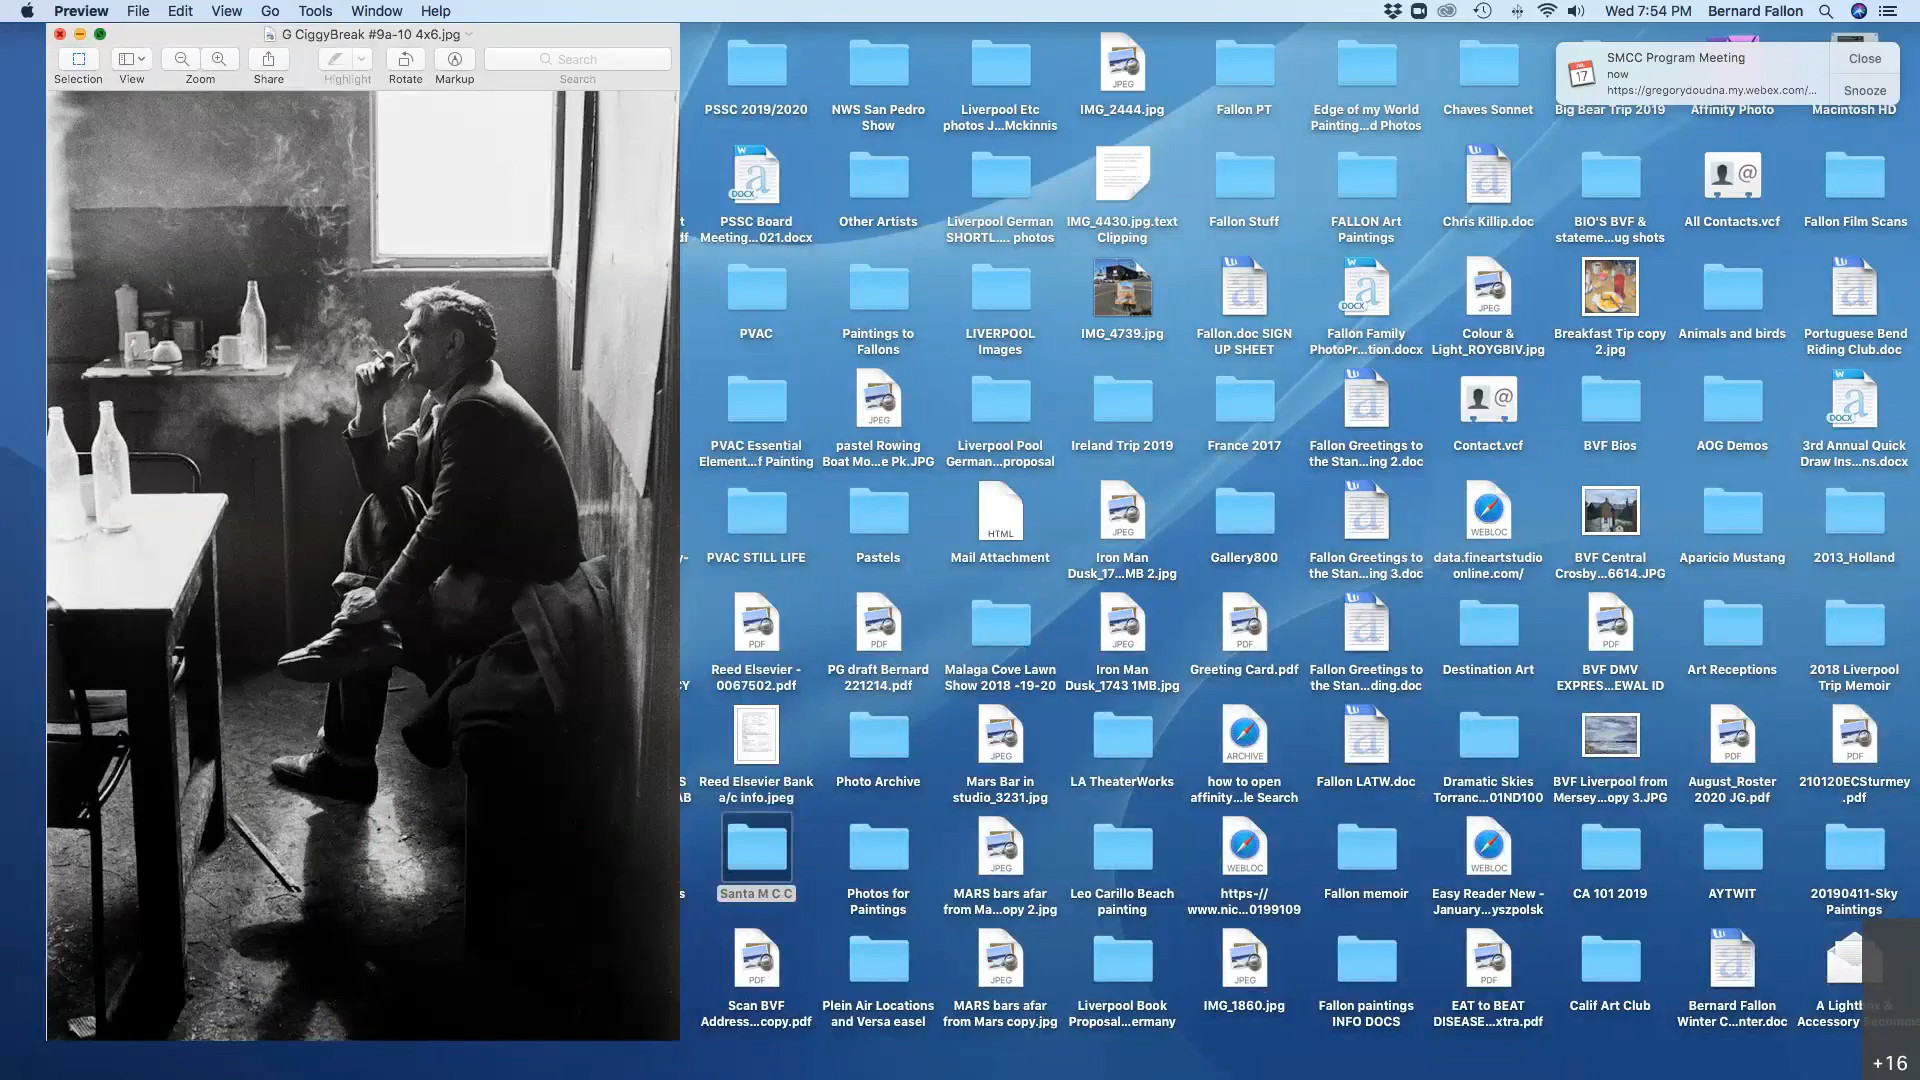 Preview File Edit View Go Tools Window Help
Wed 7:54 PM Bernard Fallon
G CiggyBreak #9a-10 4x6.jpg
Selection View Zoom Share Highlight Rotate Markup Search
Search
SMCC Program Meeting
now
https://gregorydoudna.my.webex.com/...
Close
Snooze
JUL
17
PSSC 2019/2020
NWS San Pedro
Show
Liverpool Etc
photos J...Mckinnis
IMG_2444.jpg
Fallon PT
Edge of my World
Painting...d Photos
Chaves Sonnet
Big Bear Trip 2019
Affinity Photo
Macintosh HD
PSSC Board
Meeting...021.docx
Other Artists
Liverpool German
SHORTL.... photos
IMG_4430.jpg.text
Clipping
Fallon Stuff
FALLON Art
Paintings
Chris Killip.doc
BIO'S BVF &
stateme...ug shots
All Contacts.vcf
Fallon Film Scans
PVAC
Paintings to
Fallons
LIVERPOOL
Images
IMG_4739.jpg
Fallon.doc SIGN
UP SHEET
Fallon Family
PhotoPr...tion.docx
Colour &
Light_ROYGBIV.jpg
Breakfast Tip copy
2.jpg
Animals and birds
Portuguese Bend
Riding Club.doc
PVAC Essential
Element...f Painting
pastel Rowing
Boat Mo...e Pk.JPG
Liverpool Pool
German...proposal
Ireland Trip 2019
France 2017
Fallon Greetings to
the Stan...ing 2.doc
Contact.vcf
BVF Bios
AOG Demos
3rd Annual Quick
Draw Ins...ns.docx
PVAC STILL LIFE
Pastels
Mail Attachment
Iron Man
Dusk_17...MB 2.jpg
Gallery800
Fallon Greetings to
the Stan...ing 3.doc
data.fineartstudio
online.com/
BVF Central
Crosby...6614.JPG
Aparicio Mustang
2013_Holland
Reed Elsevier -
0067502.pdf
PG draft Bernard
221214.pdf
Malaga Cove Lawn
Show 2018 -19-20
Iron Man
Dusk_1743 1MB.jpg
Greeting Card.pdf
Fallon Greetings to
the Stan...ding.doc
Destination Art
BVF DMV
EXPRES...EWAL ID
Art Receptions
2018 Liverpool
Trip Memoir
Reed Elsevier Bank
a/c info.jpeg
Photo Archive
Mars Bar in
studio_3231.jpg
LA TheaterWorks
how to open
affinity...le Search
Fallon LATW.doc
Dramatic Skies
Torranc...01ND100
BVF Liverpool from
Mersey...opy 3.JPG
August_Roster
2020 JG.pdf
210120ECSturmey
.pdf
Santa M C C
Photos for
Paintings
MARS bars afar
from Ma...opy 2.jpg
Leo Carillo Beach
painting
https-//
www.nic...0199109
Fallon memoir
Easy Reader New -
January...yszpolsk
CA 101 2019
AYTWIT
20190411-Sky
Paintings
Scan BVF
Address...copy.pdf
Plein Air Locations
and Versa easel
MARS bars afar
from Mars copy.jpg
Liverpool Book
Proposal...ermany
IMG_1860.jpg
Fallon paintings
INFO DOCS
EAT to BEAT
DISEASE...xtra.pdf
Calif Art Club
Bernard Fallon
Winter C...nter.doc
A Lightbox &
Accessory
+16